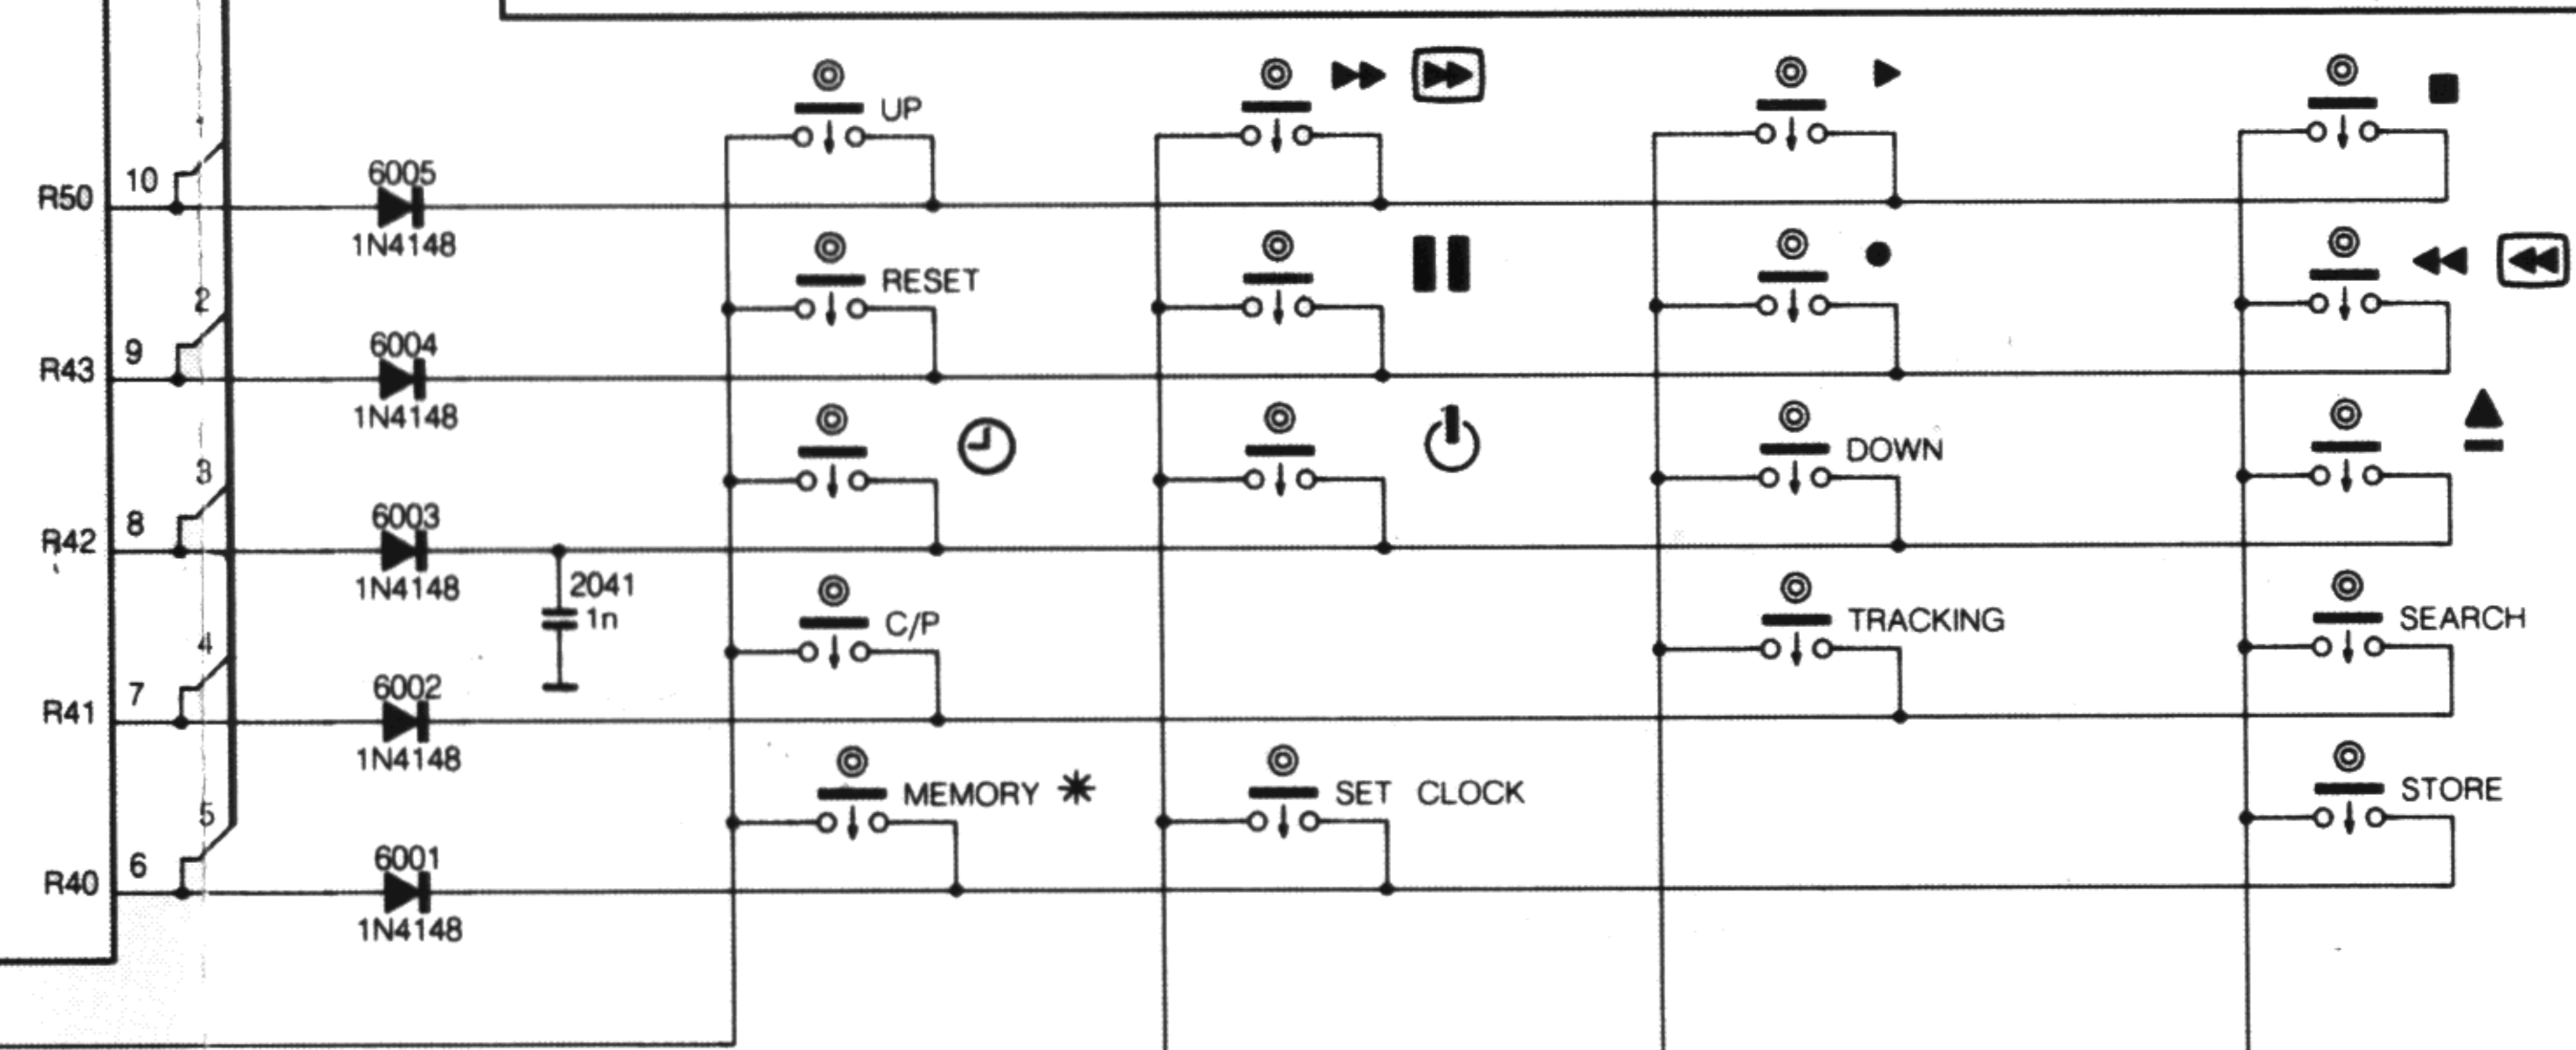 UP
10
6005
R50
1N4148
RESET
2
9
6004
R43
1N4148
3
8
6003
R42
1N4148
DOWN
2041
1n
C/P
TRACKING
SEARCH
4
7
6002
R41
1N4148
MEMORY *
SET CLOCK
STORE
5
6
6001
R40
1N4148